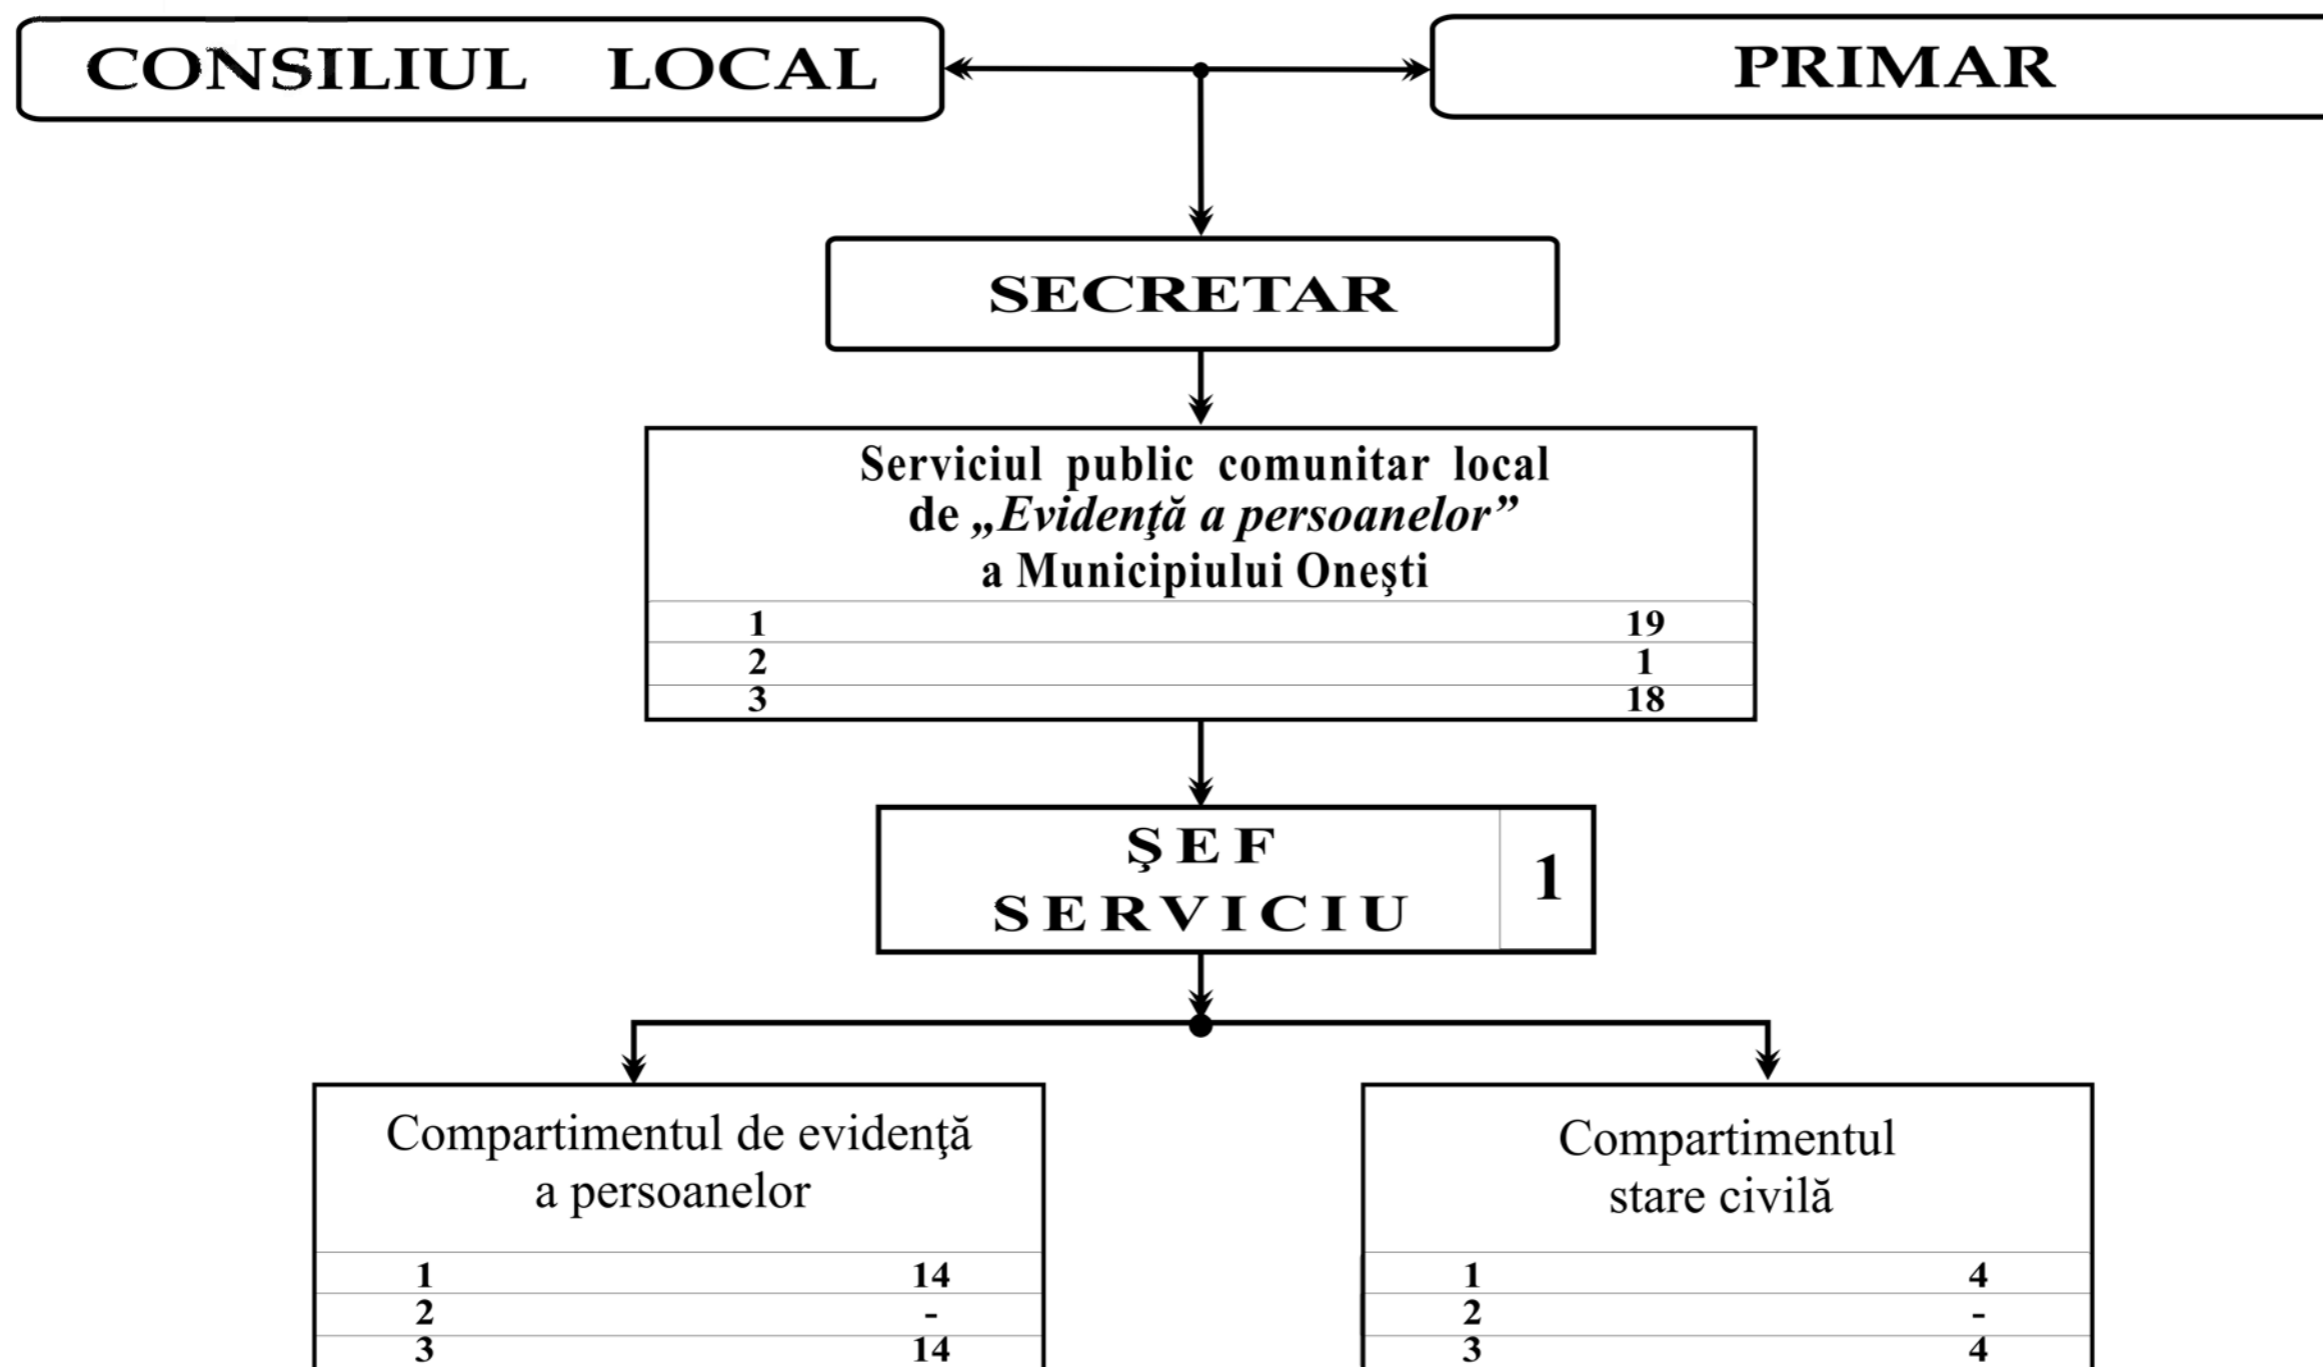 CONSILIUL LOCAL
PRIMAR
SECRETAR
Serviciul public comunitar local
de „Evidenţă a persoanelor”
a Municipiului Oneşti
1 19
2 1
3 18
ŞEF
SERVICIU
1
Compartimentul de evidenţă
a persoanelor
1 14
2 -
3 14
Compartimentul
stare civilă
1 4
2 -
3 4